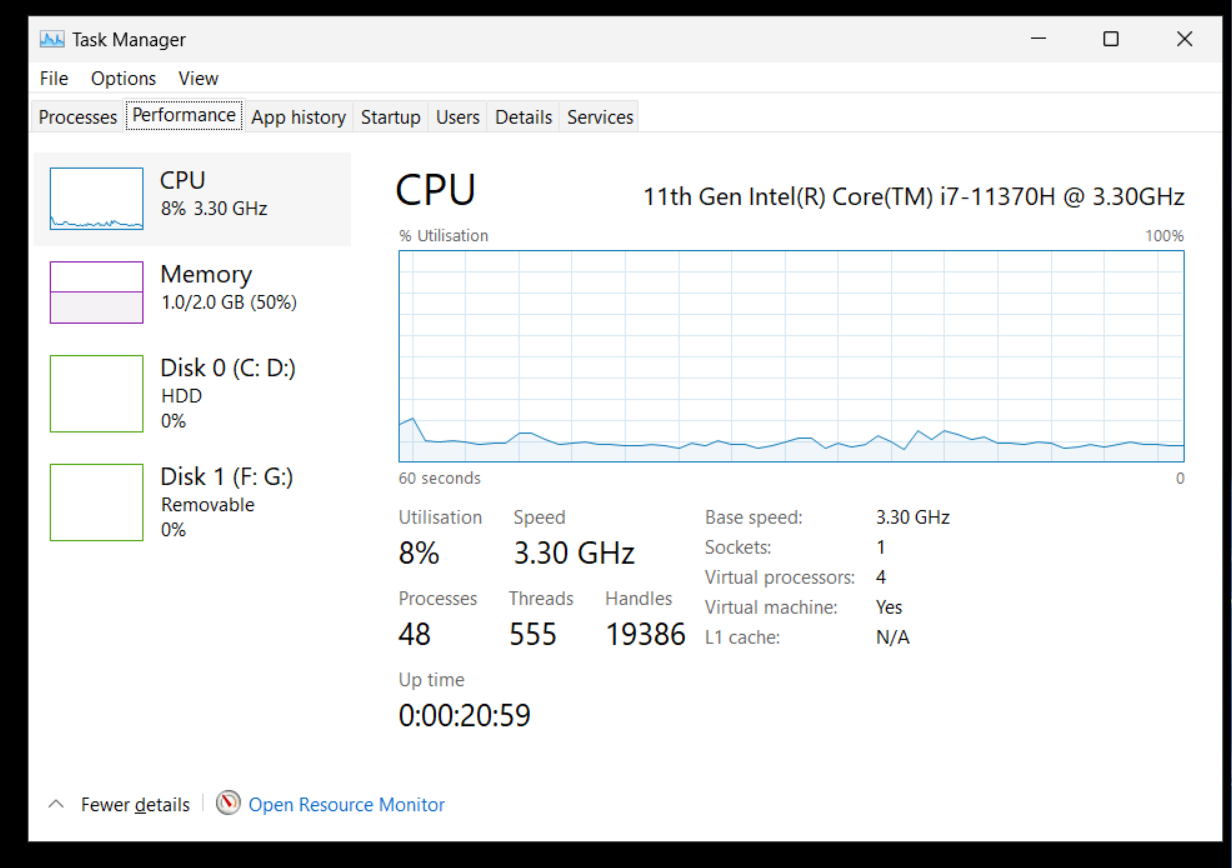 Task Manager
File Options View
Processes Performance App history Startup Users Details Services
CPU
8% 3.30 GHz
Memory
1.0/2.0 GB (50%)
Disk 0 (C: D:)
HDD
0%
Disk 1 (F: G:)
Removable
0%
CPU 11th Gen Intel(R) Core(TM) i7-11370H @ 3.30GHz
% Utilisation 100%
60 seconds 0
Utilisation Speed
8% 3.30 GHz
Processes Threads Handles
48 555 19386
Up time
0:00:20:59
Base speed: 3.30 GHz
Sockets: 1
Virtual processors: 4
Virtual machine: Yes
L1 cache: N/A
Fewer details Open Resource Monitor